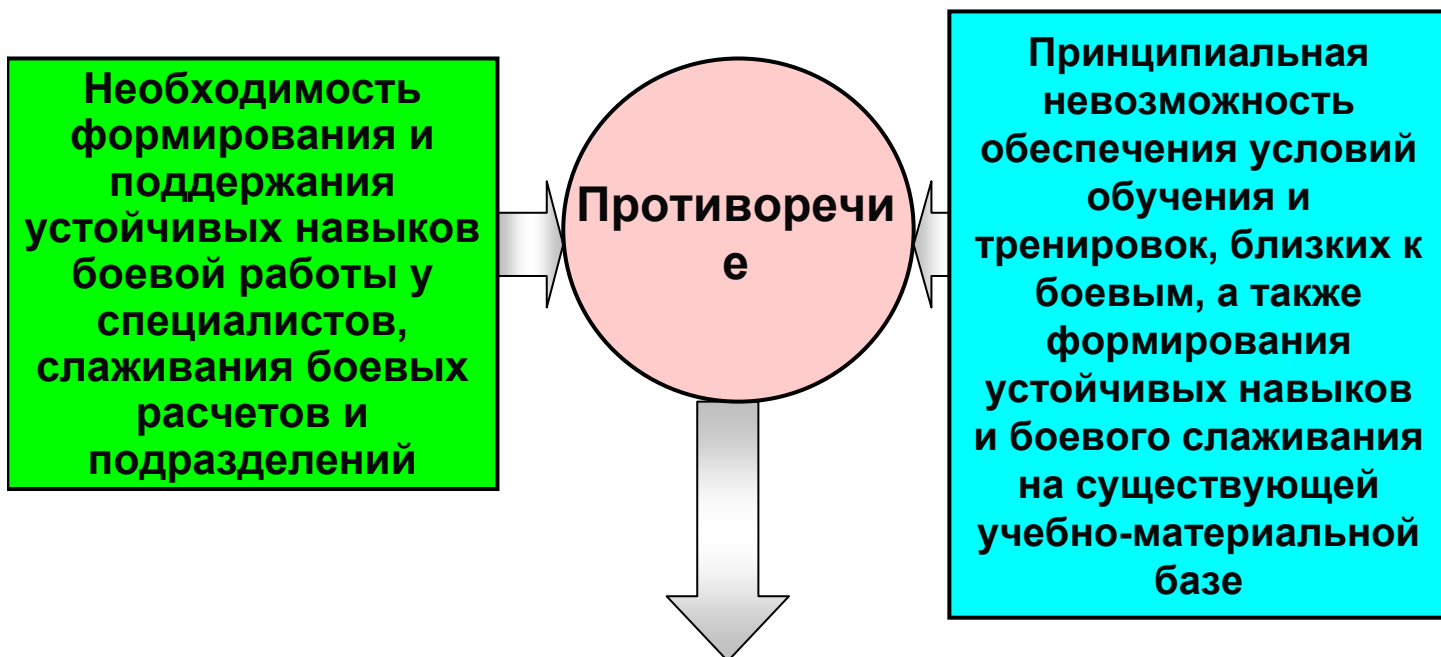 Необходимость
формирования и
поддержания
устойчивых навыков
боевой работы у
специалистов,
слаживания боевых
расчетов и
подразделений
Противоречи
е
Принципиальная
невозможность
обеспечения условий
обучения и
тренировок, близких к
боевым, а также
формирования
устойчивых навыков
и боевого слаживания
на существующей
учебно-материальной
базе